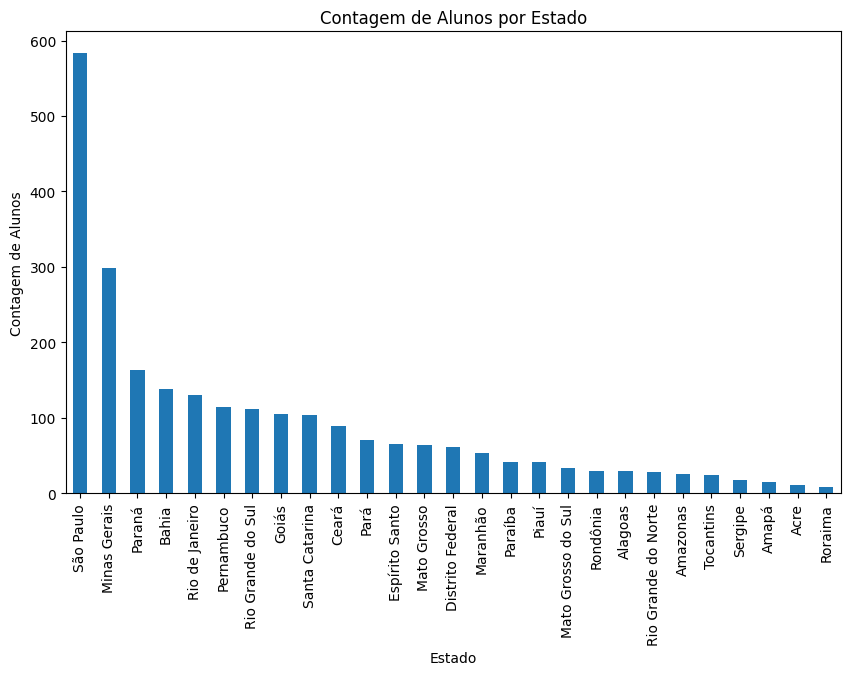 Contagem de Alunos por Estado
Contagem de Alunos
600
500
400
300
200
100
0
São Paulo
Minas Gerais
Paraná
Bahia
Rio de Janeiro
Pernambuco
Rio Grande do Sul
Goiás
Santa Catarina
Ceará
Pará
Espírito Santo
Mato Grosso
Distrito Federal
Maranhão
Paraíba
Piauí
Mato Grosso do Sul
Rondônia
Alagoas
Rio Grande do Norte
Amazonas
Tocantins
Sergipe
Amapá
Acre
Roraima
Estado